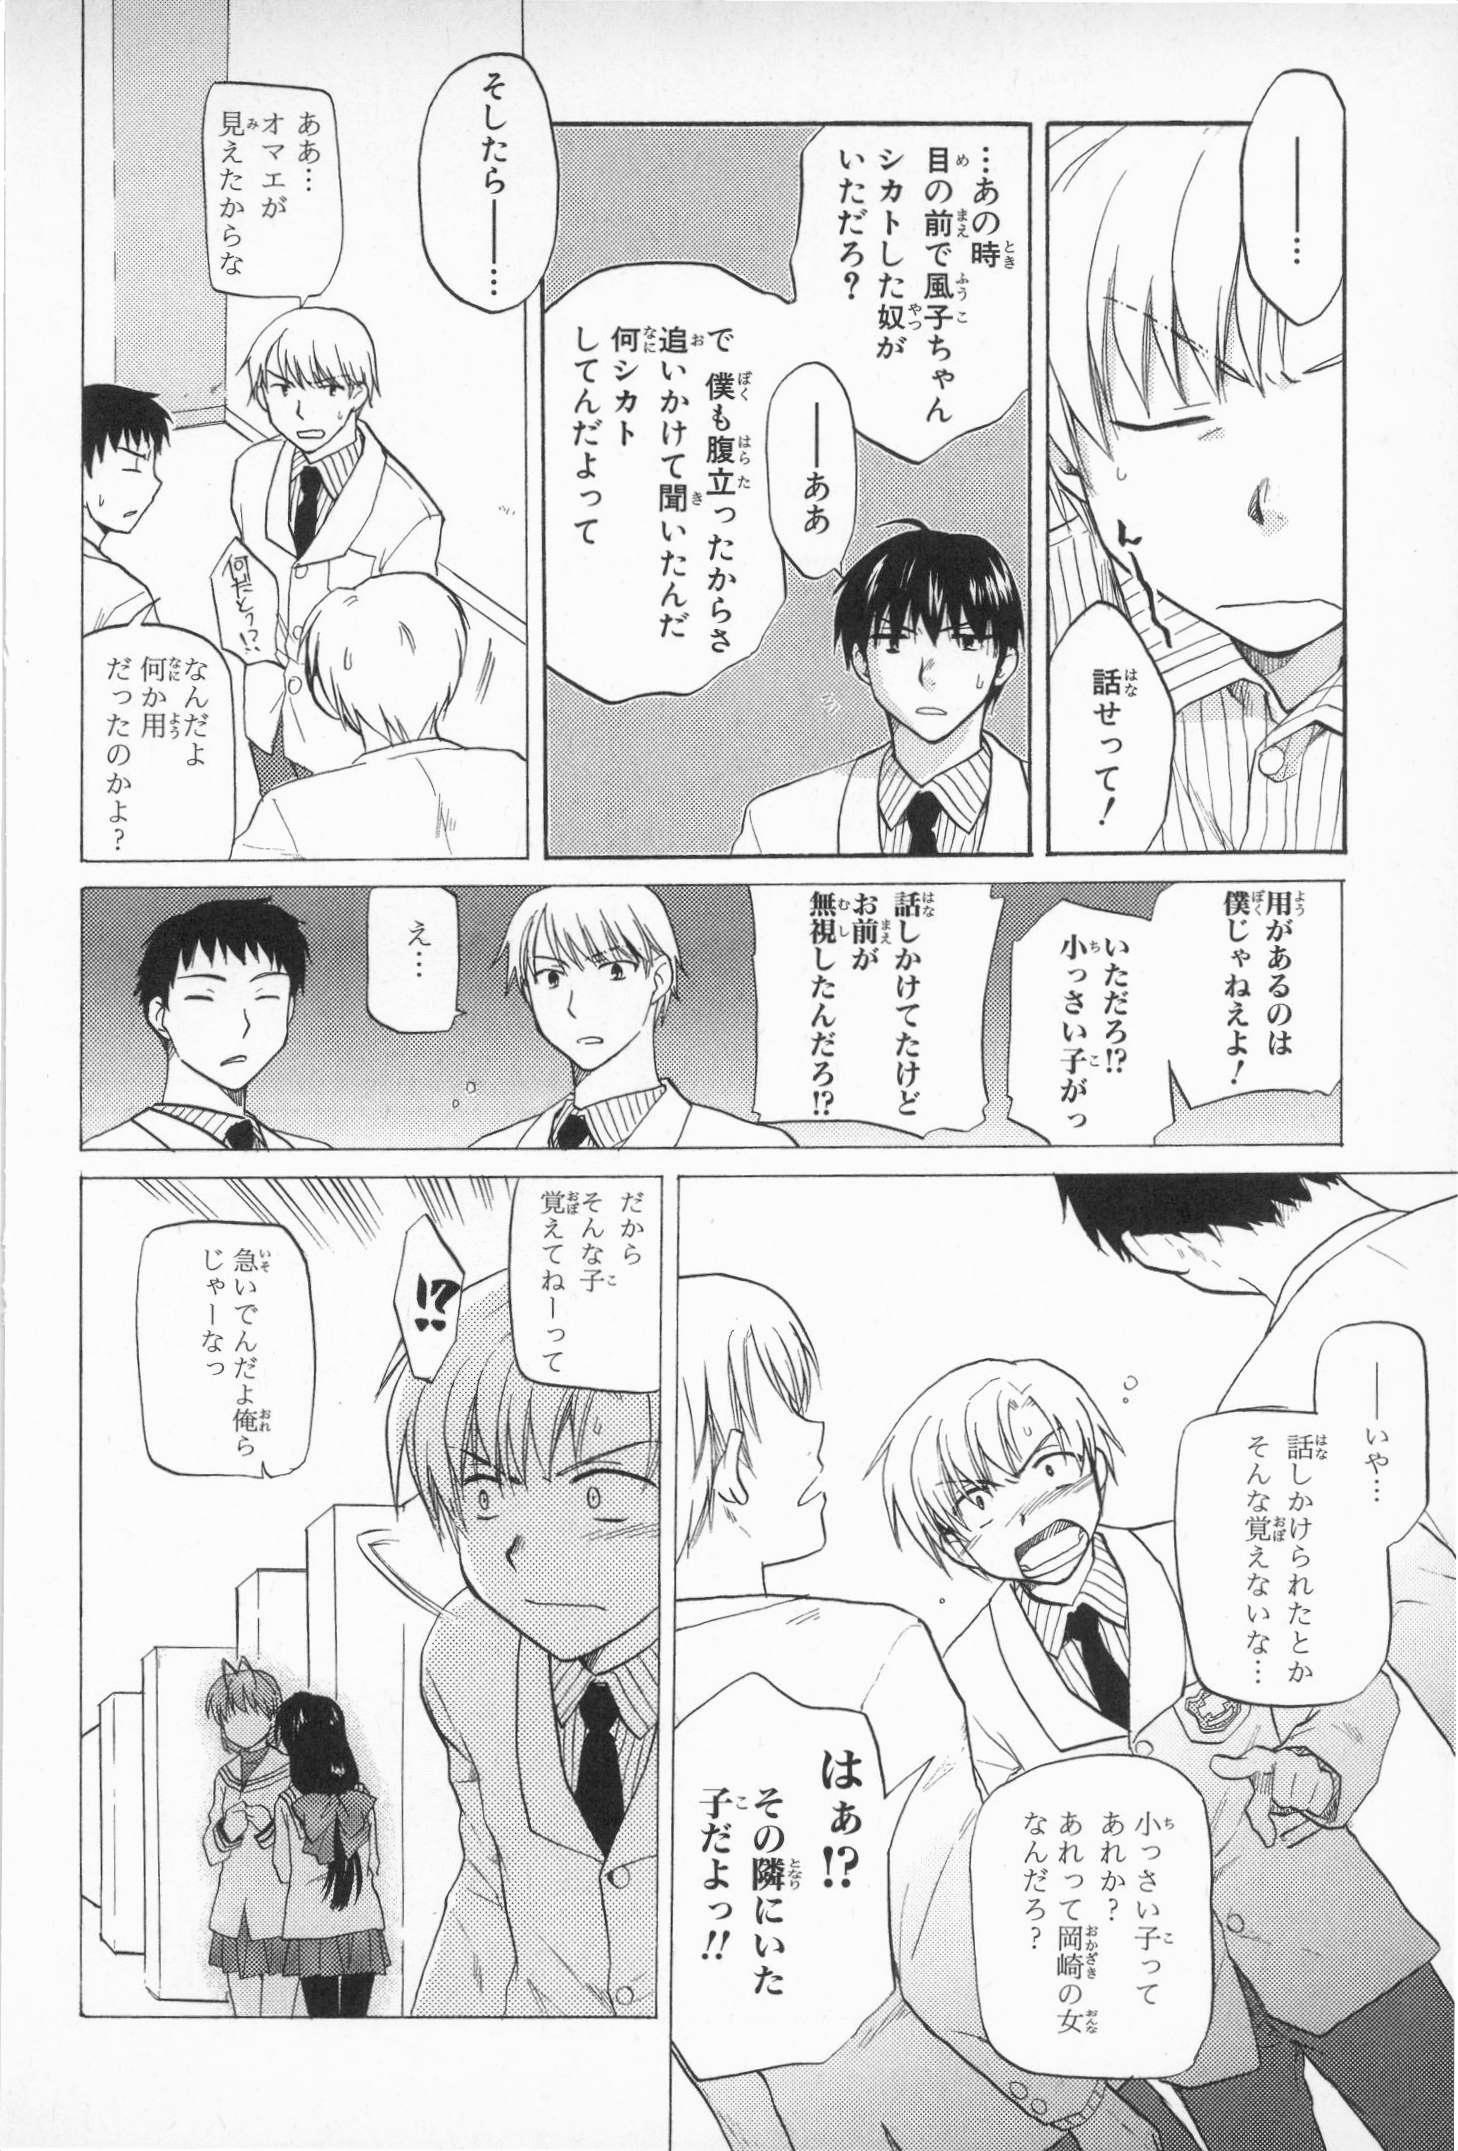 ――…
んー
話せって！
…あの時
目の前で風子ちゃん
シカトした奴が
いただろ？
――ああ
で 僕も腹立ったからさ
追いかけて聞いたんだ
何シカト
してんだよって
そしたら――…
ああ…
オマエが
見えたからな
何だとぅ!?
なんだよ
何か用
だったのかよ？
用があるのは
僕じゃねえよ！
いただろ!?
小っさい子がっ
話しかけてたけど
お前が
無視したんだろ!?
え…
――いや…
話しかけられたとか
そんな覚えないな…
小っさい子って
あれか？
あれって岡崎の女
なんだろ？
はぁ!?
その隣にいた
子だよっ!!
だから
そんな子
覚えてねーって
!?
急いでんだよ俺ら
じゃーなっ